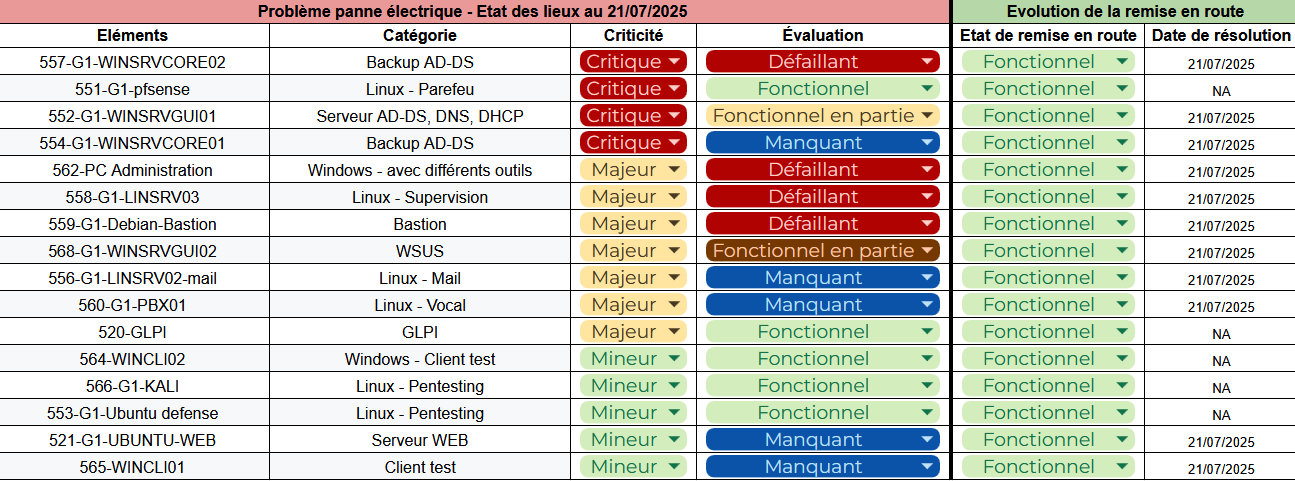 Problème panne électrique - Etat des lieux au 21/07/2025 Evolution de la remise en route
Eléments Catégorie Criticité Évaluation Etat de remise en route Date de résolution
557-G1-WINSRVCORE02 Backup AD-DS Critique Défaillant Fonctionnel 21/07/2025
551-G1-pfsense Linux - Parefeu Critique Fonctionnel Fonctionnel NA
552-G1-WINSRVGUI01 Serveur AD-DS, DNS, DHCP Critique Fonctionnel en partie Fonctionnel 21/07/2025
554-G1-WINSRVCORE01 Backup AD-DS Critique Manquant Fonctionnel 21/07/2025
562-PC Administration Windows - avec différents outils Majeur Défaillant Fonctionnel 21/07/2025
558-G1-LINSRV03 Linux - Supervision Majeur Défaillant Fonctionnel 21/07/2025
559-G1-Debian-Bastion Bastion Majeur Défaillant Fonctionnel 21/07/2025
568-G1-WINSRVGUI02 WSUS Majeur Fonctionnel en partie Fonctionnel 21/07/2025
556-G1-LINSRV02-mail Linux - Mail Majeur Manquant Fonctionnel 21/07/2025
560-G1-PBX01 Linux - Vocal Majeur Manquant Fonctionnel 21/07/2025
520-GLPI GLPI Majeur Fonctionnel Fonctionnel NA
564-WINCLI02 Windows - Client test Mineur Fonctionnel Fonctionnel NA
566-G1-KALI Linux - Pentesting Mineur Fonctionnel Fonctionnel NA
553-G1-Ubuntu defense Linux - Pentesting Mineur Fonctionnel Fonctionnel NA
521-G1-UBUNTU-WEB Serveur WEB Mineur Manquant Fonctionnel 21/07/2025
565-WINCLI01 Client test Mineur Manquant Fonctionnel 21/07/2025